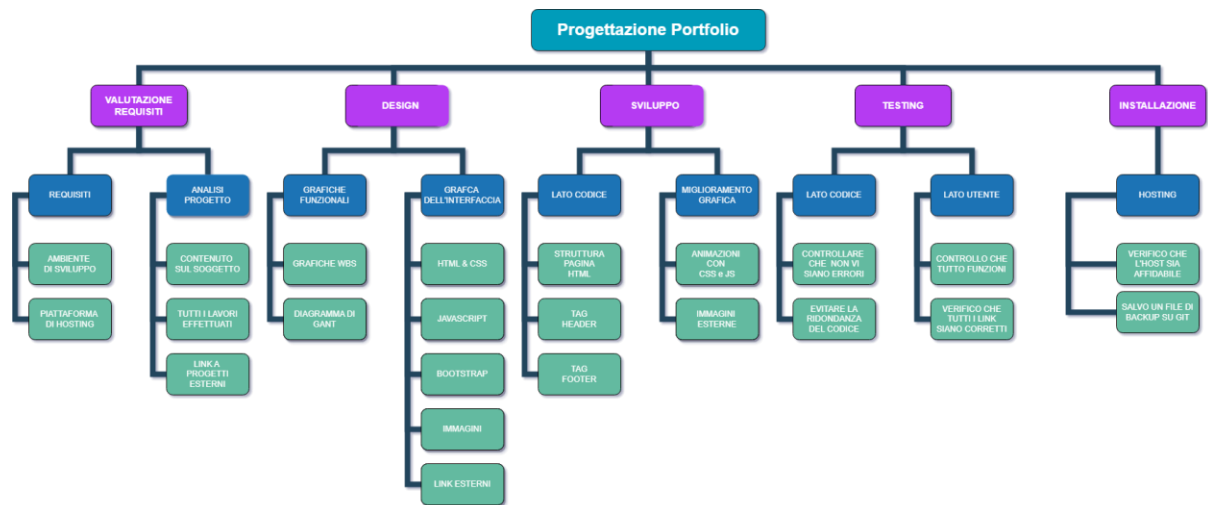 Progettazione Portfolio
VALUTAZIONE
REQUISITI
DESIGN
SVILUPPO
TESTING
INSTALLAZIONE
REQUISITI
ANALISI
PROGETTO
GRAFICHE
FUNZIONALI
GRAFCA
DELL'INTERFACCIA
LATO CODICE
MIGLIORAMENTO
GRAFICA
LATO CODICE
LATO UTENTE
HOSTING
AMBIENTE
DI SVILUPPO
CONTENUTO
SUL SOGGETTO
GRAFICHE WBS
HTML & CSS
STRUTTURA
PAGINA
HTML
ANIMAZIONI
CON
CSS e JS
CONTROLLARE
CHE NON VI
SIANO ERRORI
CONTROLLO CHE
TUTTO FUNZIONI
VERIFICO CHE
L'HOST SIA
AFFIDABILE
PIATTAFORMA
DI HOSTING
TUTTI I LAVORI
EFFETTUATI
DIAGRAMMA DI
GANT
JAVASCRIPT
TAG
HEADER
IMMAGINI
ESTERNE
EVITARE LA
RIDONDANZA
DEL CODICE
VERIFICO CHE
TUTTI I LINK
SIANO CORRETTI
SALVO UN FILE DI
BACKUP SU GIT
LINK A
PROGETTI
ESTERNI
BOOTSTRAP
TAG
FOOTER
IMMAGINI
LINK ESTERNI